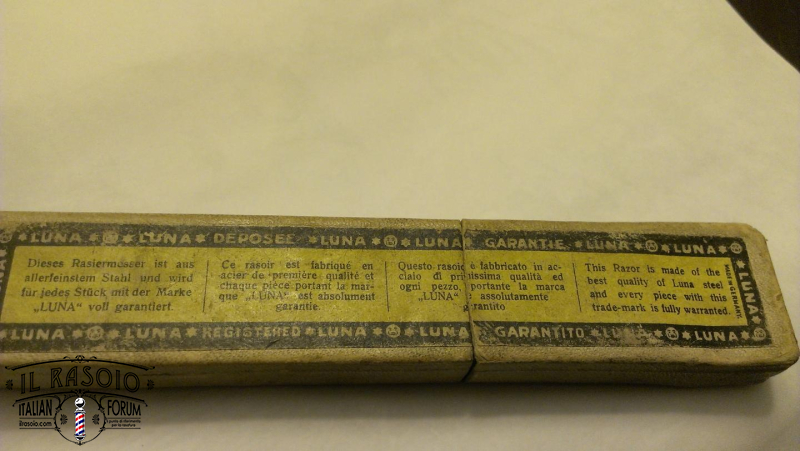 LUNA * LUNA * DEPOSEE * LUNA * LUNA * GARANTIE * LUNA * LUNA
Dieses Rasiermesser ist aus
allerfeinstem Stahl und wird
für jedes Stück mit der Marke
„LUNA“ voll garantiert.
Ce rasoir est fabriqué en
acier de première qualité et
chaque pièce portant la mar-
que „LUNA“ est absolument
garantie.
Questo rasoio è fabbricato in ac-
ciaio di pri tissima qualità ed
ogni pezzo, portante la marca
„LUNA“ è assolutamente
garantito
This Razor is made of the
best quality of Luna steel
and every piece with this
trade-mark is fully warranted.
MADE IN GERMANY.
* LUNA *
LUNA * LUNA * REGISTERED * LUNA * LUNA * GARANTITO * LUNA * LUNA *
IL RASOIO
ITALIAN FORUM
ilrasoio.com